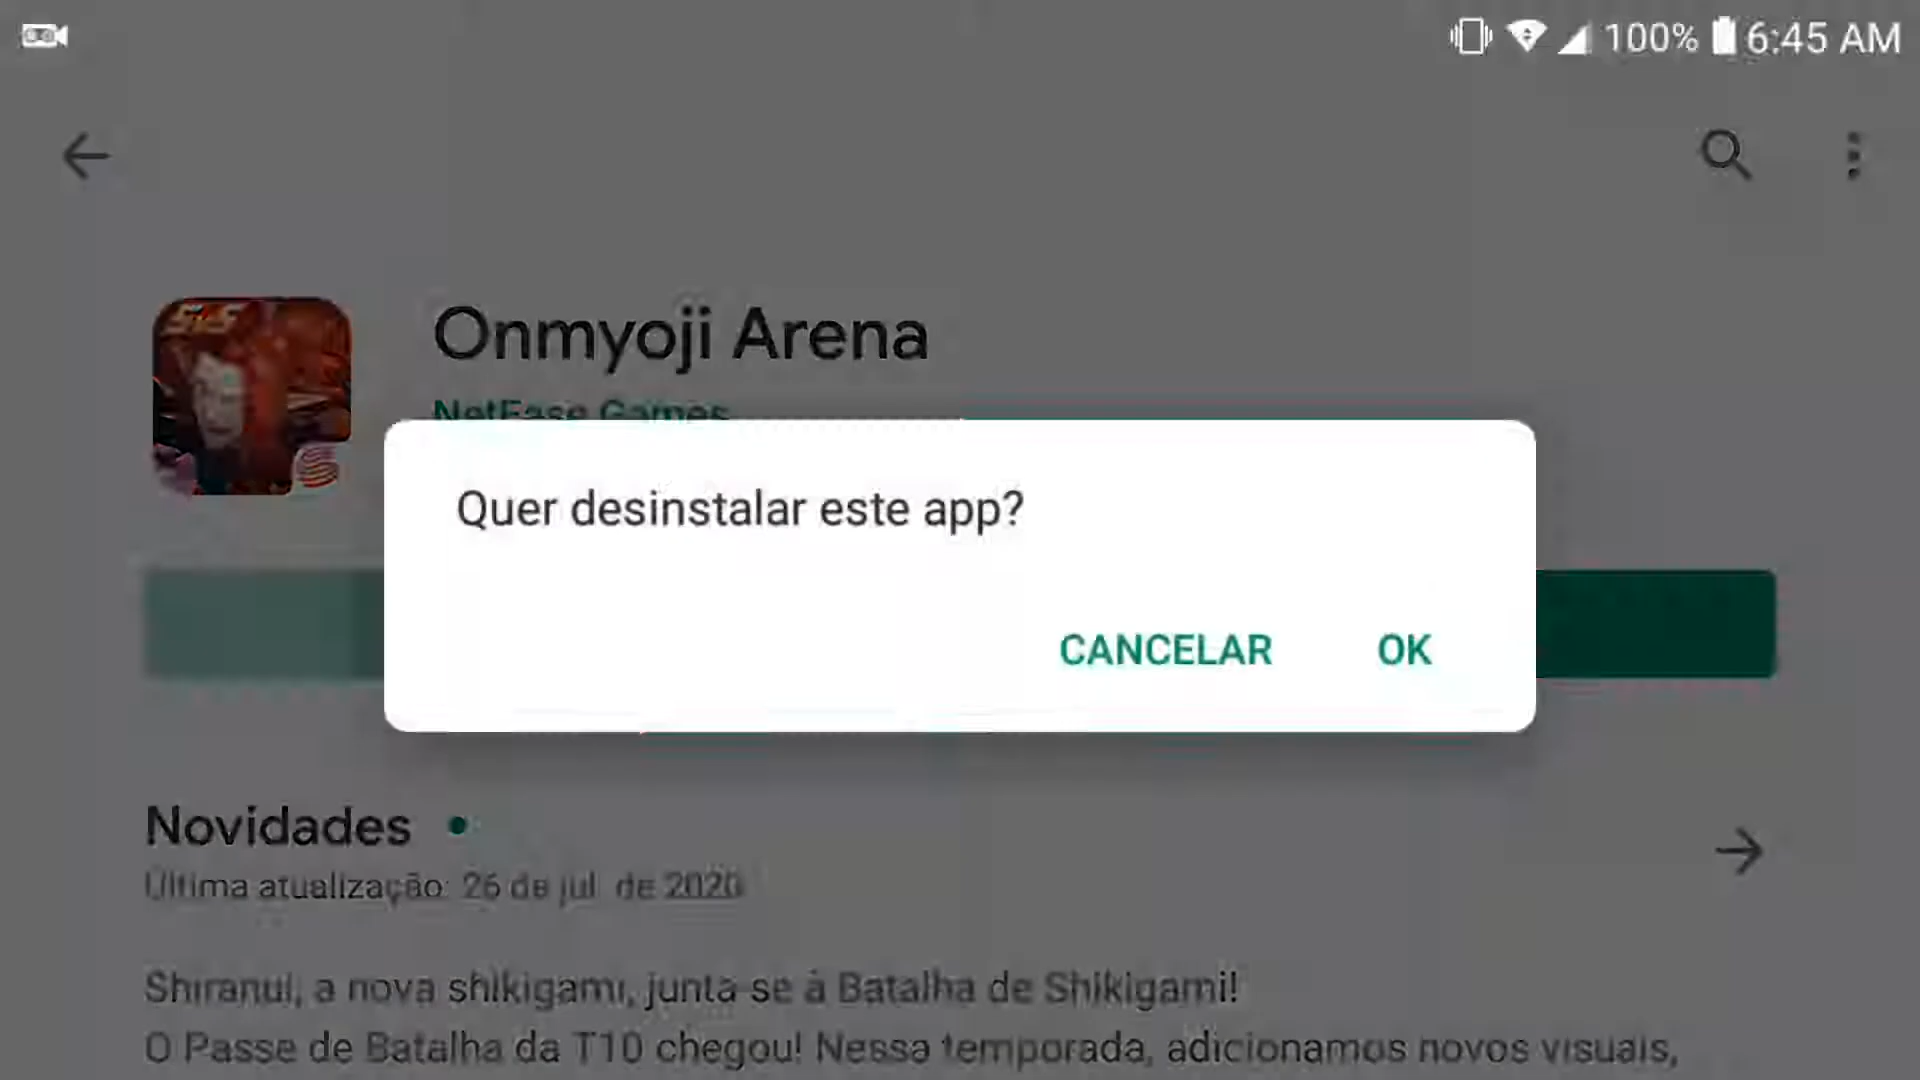 100% 6:45 AM
5V5
Onmyoji Arena
NetEase Games
Quer desinstalar este app?
CANCELAR OK
Novidades
Última atualização: 26 de jul. de 2020
Shiranui, a nova shikigami, junta-se à Batalha de Shikigami!
O Passe de Batalha da T10 chegou! Nessa temporada, adicionamos novos visuais,